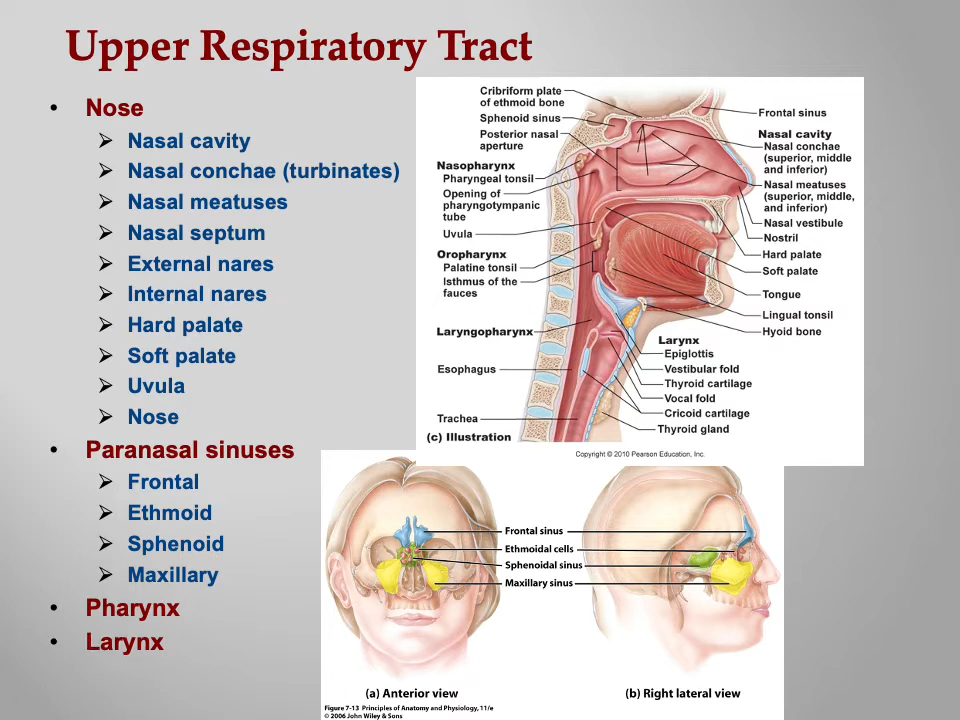 Upper Respiratory Tract
• Nose
➢ Nasal cavity
➢ Nasal conchae (turbinates)
➢ Nasal meatuses
➢ Nasal septum
➢ External nares
➢ Internal nares
➢ Hard palate
➢ Soft palate
➢ Uvula
➢ Nose
• Paranasal sinuses
➢ Frontal
➢ Ethmoid
➢ Sphenoid
➢ Maxillary
• Pharynx
• Larynx
Cribriform plate
of ethmoid bone
Sphenoid sinus
Posterior nasal
aperture
Nasopharynx
Pharyngeal tonsil
Opening of
pharyngotympanic
tube
Uvula
Oropharynx
Palatine tonsil
Isthmus of the
fauces
Laryngopharynx
Esophagus
Trachea
(c) Illustration
Frontal sinus
Nasal cavity
Nasal conchae
(superior, middle
and inferior)
Nasal meatuses
(superior, middle,
and inferior)
Nasal vestibule
Nostril
Hard palate
Soft palate
Tongue
Lingual tonsil
Hyoid bone
Larynx
Epiglottis
Vestibular fold
Thyroid cartilage
Vocal fold
Cricoid cartilage
Thyroid gland
Copyright © 2010 Pearson Education, Inc.
Frontal sinus
Ethmoidal cells
Sphenoidal sinus
Maxillary sinus
(a) Anterior view
(b) Right lateral view
Figure 7-13 Principles of Anatomy and Physiology, 11/e
© 2006 John Wiley & Sons